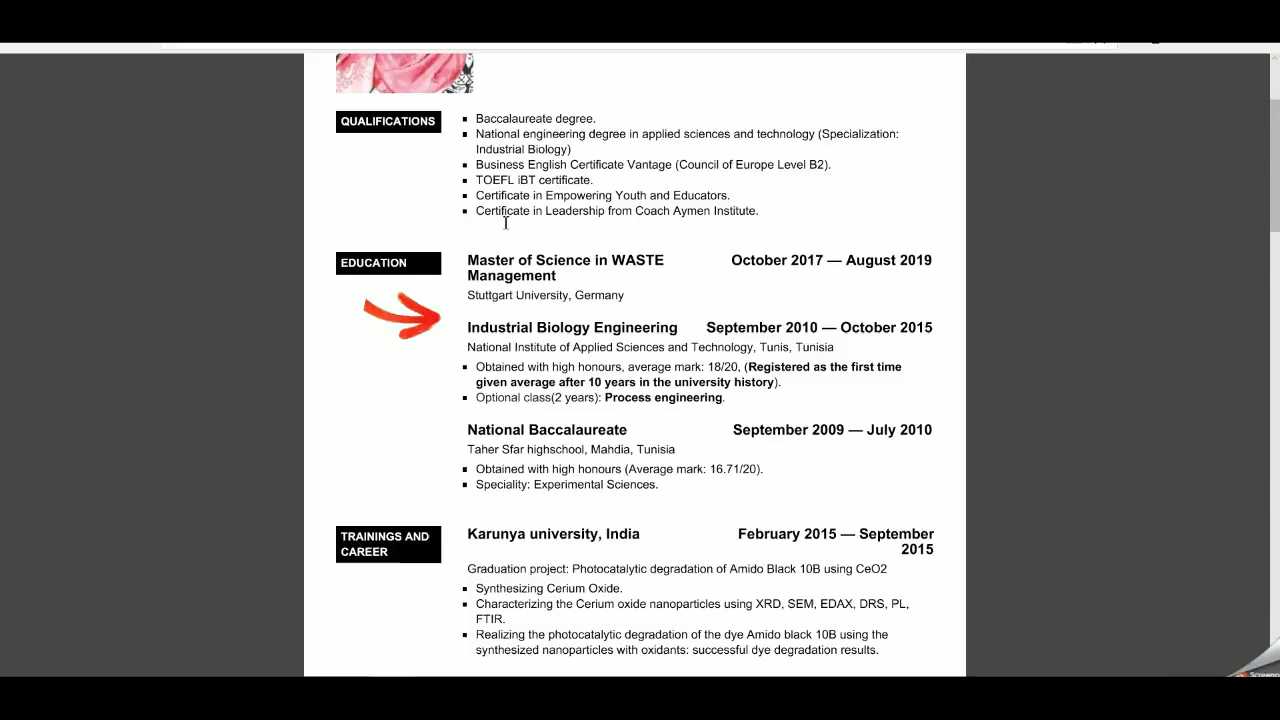 QUALIFICATIONS
Baccalaureate degree.
National engineering degree in applied sciences and technology (Specialization:
Industrial Biology)
Business English Certificate Vantage (Council of Europe Level B2).
TOEFL iBT certificate.
Certificate in Empowering Youth and Educators.
Certificate in Leadership from Coach Aymen Institute.
EDUCATION
Master of Science in WASTE Management October 2017 — August 2019
Stuttgart University, Germany
Industrial Biology Engineering September 2010 — October 2015
National Institute of Applied Sciences and Technology, Tunis, Tunisia
Obtained with high honours, average mark: 18/20, (Registered as the first time
given average after 10 years in the university history).
Optional class(2 years): Process engineering.
National Baccalaureate September 2009 — July 2010
Taher Sfar highschool, Mahdia, Tunisia
Obtained with high honours (Average mark: 16.71/20).
Speciality: Experimental Sciences.
TRAININGS AND
CAREER
Karunya university, India February 2015 — September
2015
Graduation project: Photocatalytic degradation of Amido Black 10B using CeO2
Synthesizing Cerium Oxide.
Characterizing the Cerium oxide nanoparticles using XRD, SEM, EDAX, DRS, PL,
FTIR.
Realizing the photocatalytic degradation of the dye Amido black 10B using the
synthesized nanoparticles with oxidants: successful dye degradation results.